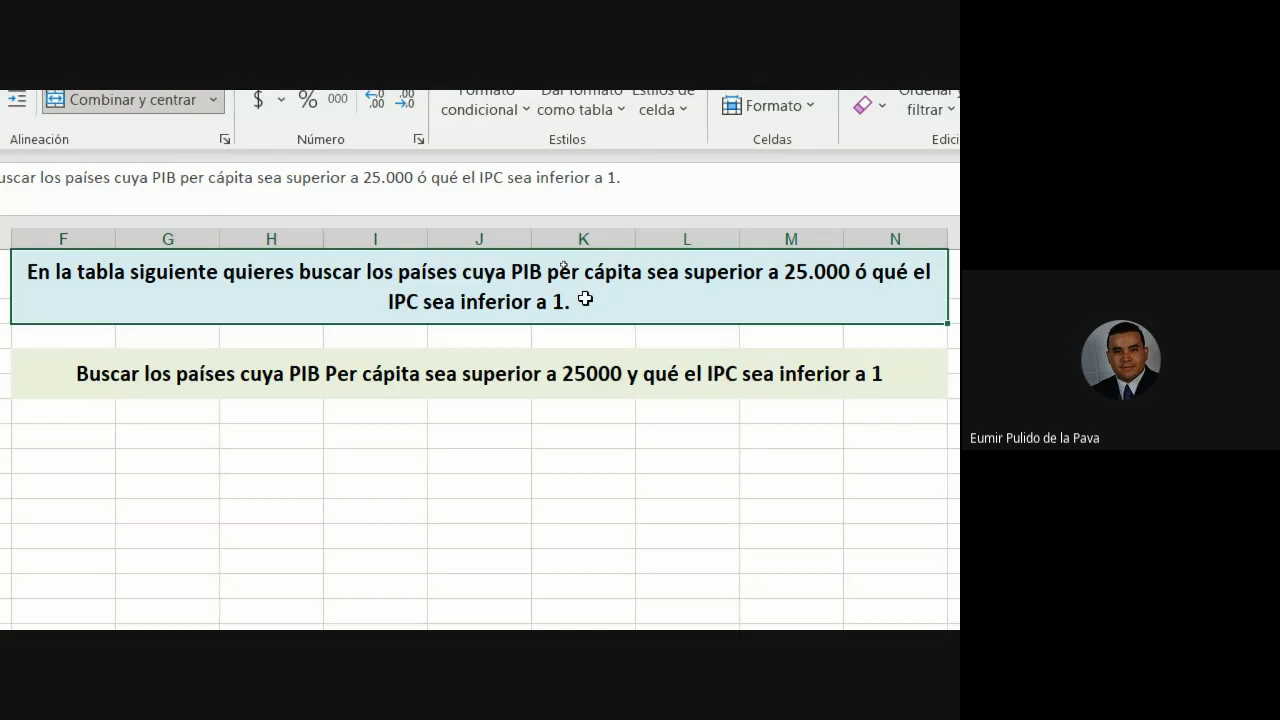 Combinar y centrar
$ % 000
,00
,00
Formato
condicional
Dar formato
como tabla
Estilos de
celda
Formato
Ordenar y
filtrar
Alineación
Número
Estilos
Celdas
Edici
uscar los países cuya PIB per cápita sea superior a 25.000 ó qué el IPC sea inferior a 1.
F G H I J K L M N
En la tabla siguiente quieres buscar los países cuya PIB per cápita sea superior a 25.000 ó qué el
IPC sea inferior a 1.
Buscar los países cuya PIB Per cápita sea superior a 25000 y qué el IPC sea inferior a 1
Eumir Pulido de la Pava